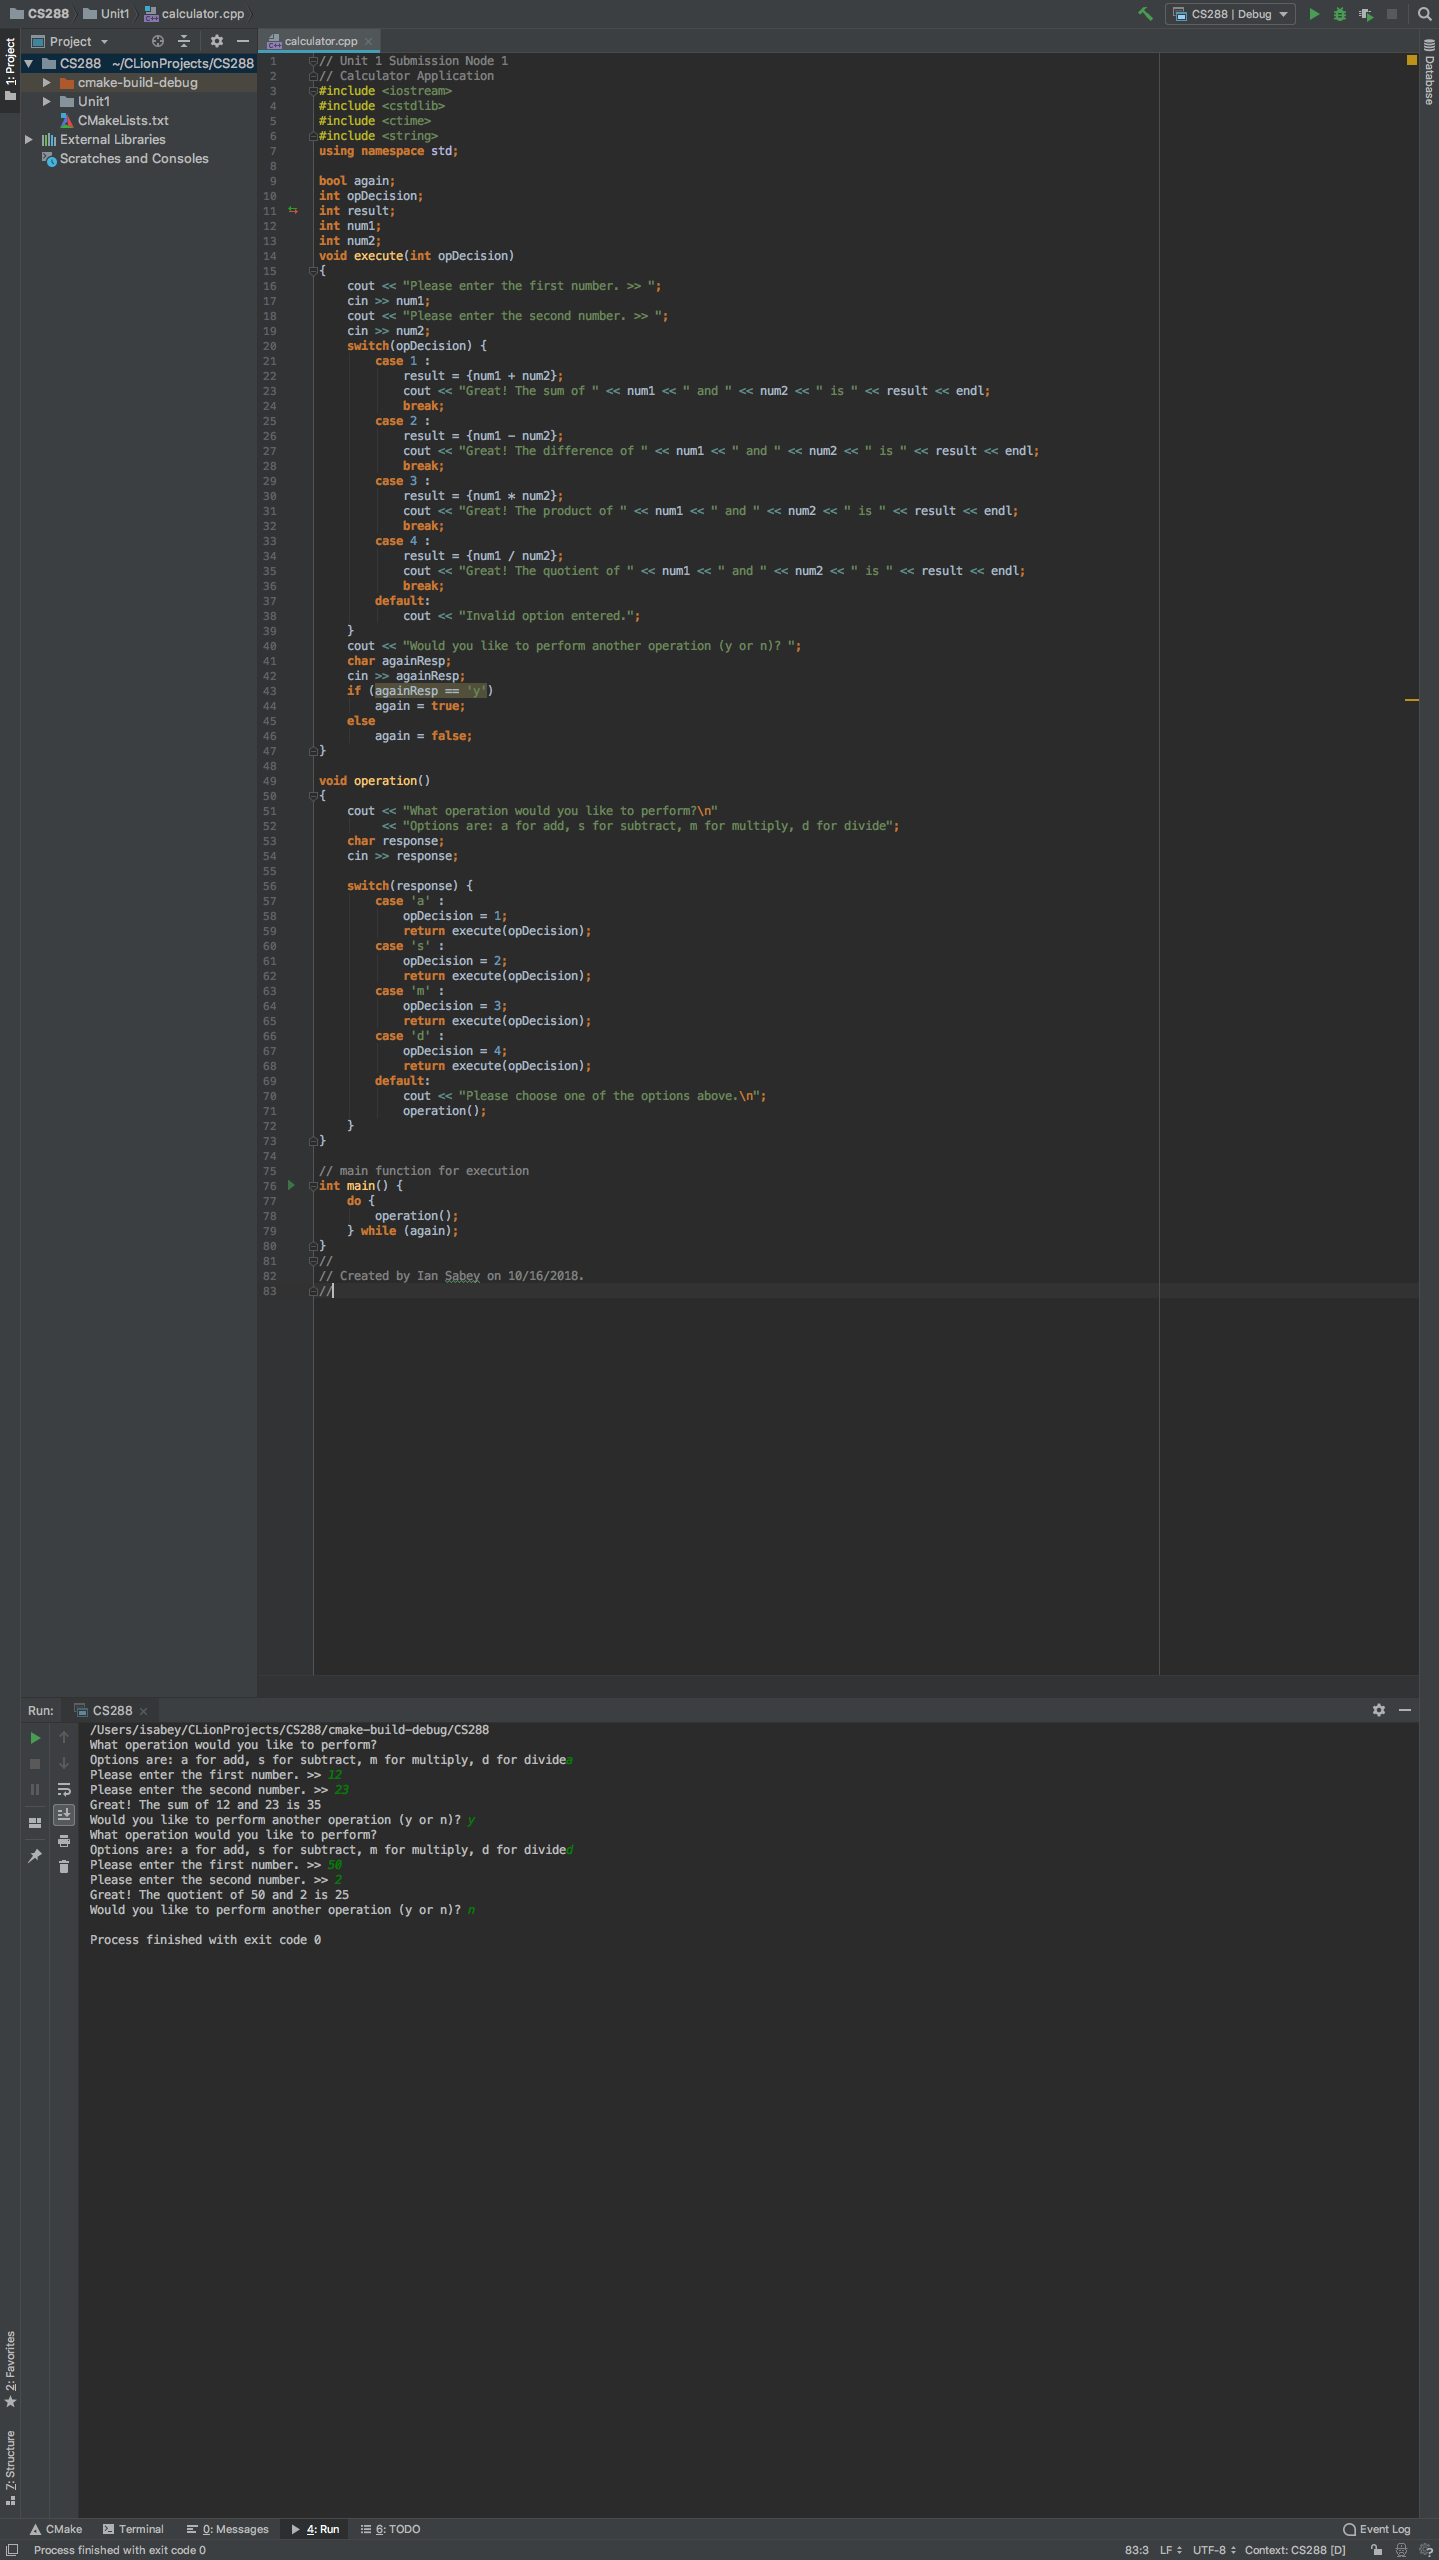 CS288 Unit1 calculator.cpp CS288 | Debug
Project calculator.cpp
1: Project
Database
CS288 ~/CLionProjects/CS288
cmake-build-debug
Unit1
CMakeLists.txt
External Libraries
Scratches and Consoles
1 // Unit 1 Submission Node 1
2 // Calculator Application
3 #include <iostream>
4 #include <cstdlib>
5 #include <ctime>
6 #include <string>
7 using namespace std;
8
9 bool again;
10 int opDecision;
11 int result;
12 int num1;
13 int num2;
14 void execute(int opDecision)
15 {
16     cout << "Please enter the first number. >> ";
17     cin >> num1;
18     cout << "Please enter the second number. >> ";
19     cin >> num2;
20     switch(opDecision) {
21         case 1 :
22             result = {num1 + num2};
23             cout << "Great! The sum of " << num1 << " and " << num2 << " is " << result << endl;
24             break;
25         case 2 :
26             result = {num1 - num2};
27             cout << "Great! The difference of " << num1 << " and " << num2 << " is " << result << endl;
28             break;
29         case 3 :
30             result = {num1 * num2};
31             cout << "Great! The product of " << num1 << " and " << num2 << " is " << result << endl;
32             break;
33         case 4 :
34             result = {num1 / num2};
35             cout << "Great! The quotient of " << num1 << " and " << num2 << " is " << result << endl;
36             break;
37         default:
38             cout << "Invalid option entered.";
39     }
40     cout << "Would you like to perform another operation (y or n)? ";
41     char againResp;
42     cin >> againResp;
43     if (againResp == 'y')
44         again = true;
45     else
46         again = false;
47 }
48
49 void operation()
50 {
51     cout << "What operation would you like to perform?\n"
52          << "Options are: a for add, s for subtract, m for multiply, d for divide";
53     char response;
54     cin >> response;
55
56     switch(response) {
57         case 'a' :
58             opDecision = 1;
59             return execute(opDecision);
60         case 's' :
61             opDecision = 2;
62             return execute(opDecision);
63         case 'm' :
64             opDecision = 3;
65             return execute(opDecision);
66         case 'd' :
67             opDecision = 4;
68             return execute(opDecision);
69         default:
70             cout << "Please choose one of the options above.\n";
71             operation();
72     }
73 }
74
75 // main function for execution
76 int main() {
77     do {
78         operation();
79     } while (again);
80 }
81 //
82 // Created by Ian Sabey on 10/16/2018.
83 //
Run: CS288
/Users/isabey/CLionProjects/CS288/cmake-build-debug/CS288
What operation would you like to perform?
Options are: a for add, s for subtract, m for multiply, d for dividea
Please enter the first number. >> 12
Please enter the second number. >> 23
Great! The sum of 12 and 23 is 35
Would you like to perform another operation (y or n)? y
What operation would you like to perform?
Options are: a for add, s for subtract, m for multiply, d for divided
Please enter the first number. >> 50
Please enter the second number. >> 2
Great! The quotient of 50 and 2 is 25
Would you like to perform another operation (y or n)? n
Process finished with exit code 0
2: Favorites
7: Structure
CMake Terminal 0: Messages 4: Run 6: TODO Event Log
Process finished with exit code 0 83:3 LF UTF-8 Context: CS288 [D]